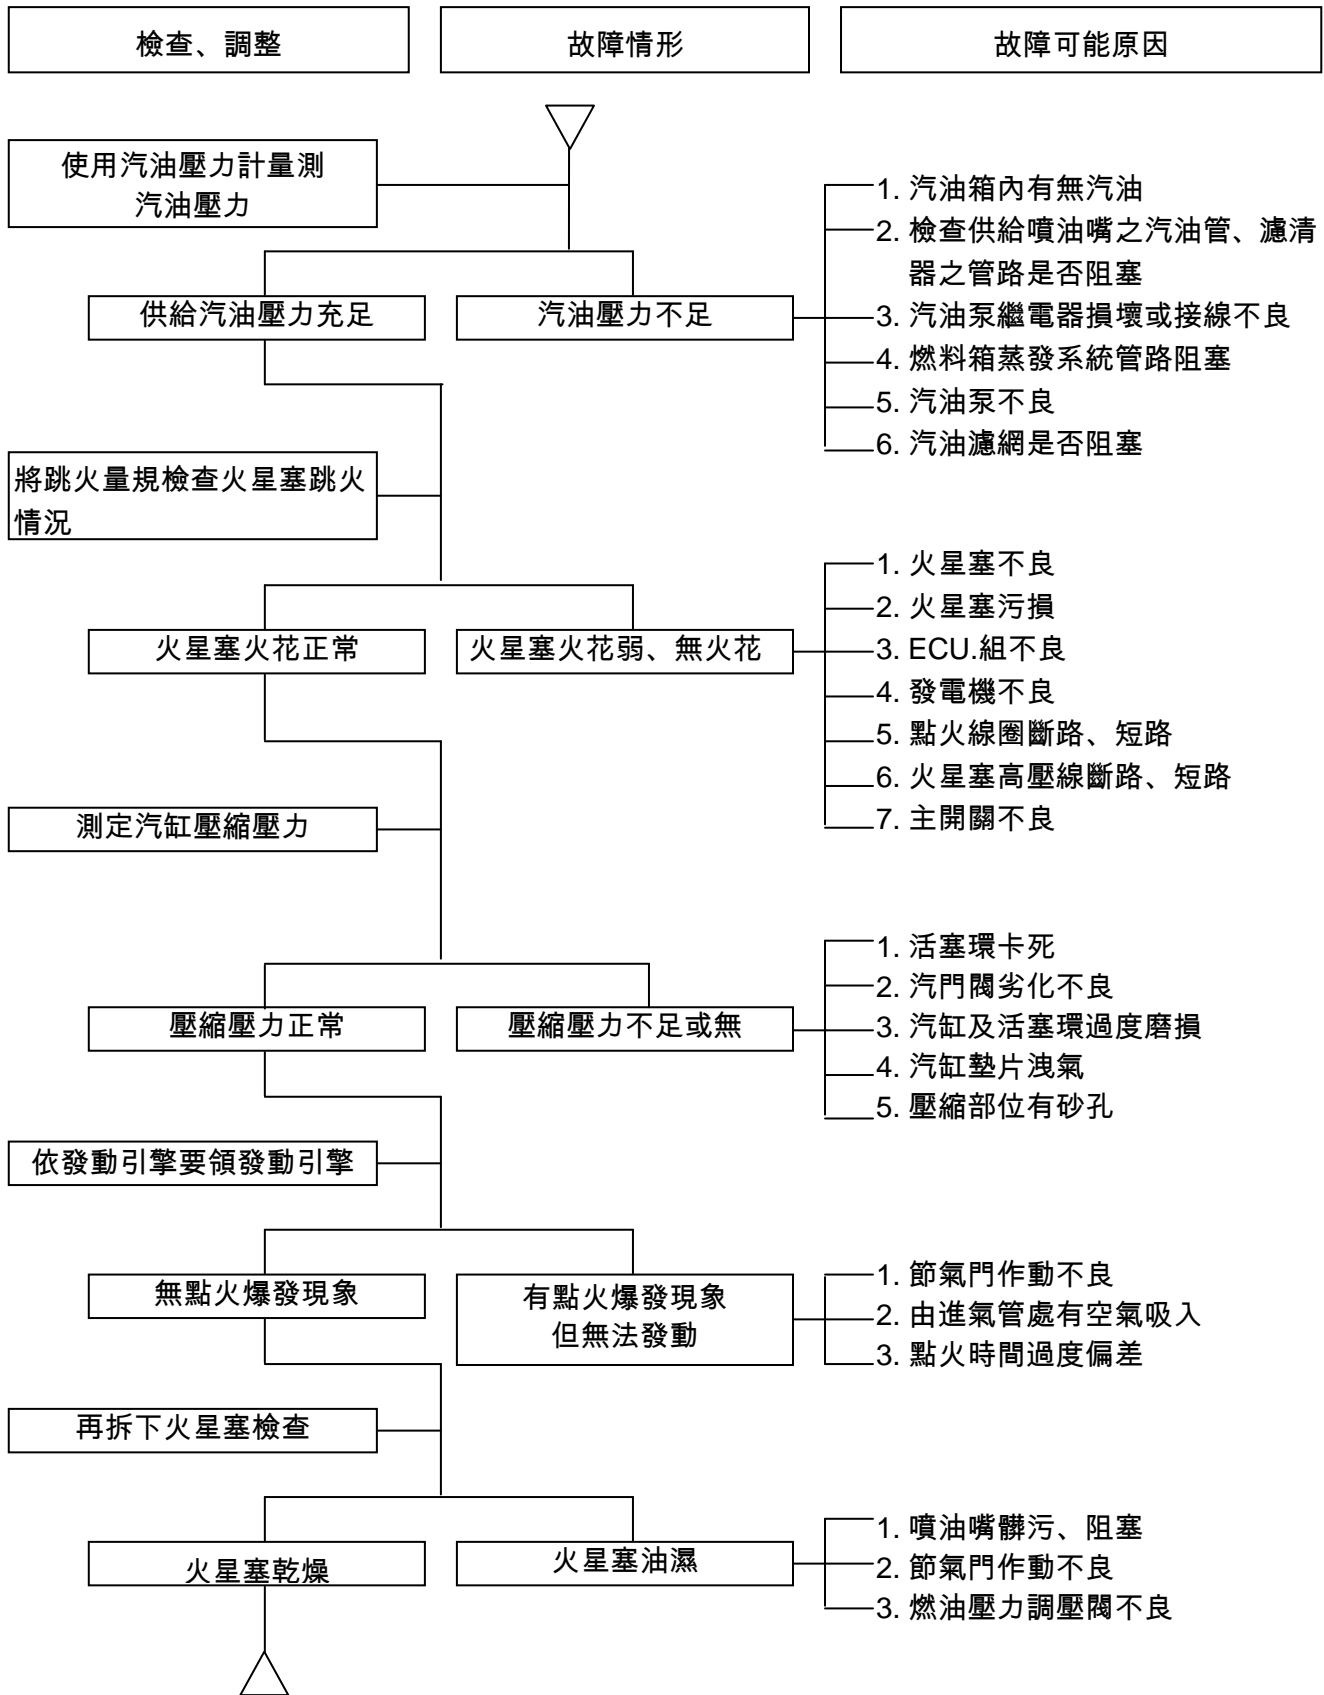 檢查、調整
故障情形
故障可能原因
使用汽油壓力計量測
汽油壓力
1. 汽油箱內有無汽油
2. 檢查供給噴油嘴之汽油管、濾清
器之管路是否阻塞
供給汽油壓力充足
汽油壓力不足
3. 汽油泵繼電器損壞或接線不良
4. 燃料箱蒸發系統管路阻塞
5. 汽油泵不良
6. 汽油濾網是否阻塞
將跳火量規檢查火星塞跳火
情況
1. 火星塞不良
2. 火星塞污損
火星塞火花正常
火星塞火花弱、無火花
3. ECU.組不良
4. 發電機不良
5. 點火線圈斷路、短路
6. 火星塞高壓線斷路、短路
7. 主開關不良
測定汽缸壓縮壓力
1. 活塞環卡死
2. 汽門閥劣化不良
壓縮壓力正常
壓縮壓力不足或無
3. 汽缸及活塞環過度磨損
4. 汽缸墊片洩氣
5. 壓縮部位有砂孔
依發動引擎要領發動引擎
無點火爆發現象
有點火爆發現象
但無法發動
1. 節氣門作動不良
2. 由進氣管處有空氣吸入
3. 點火時間過度偏差
再拆下火星塞檢查
火星塞乾燥
火星塞油濕
1. 噴油嘴髒污、阻塞
2. 節氣門作動不良
3. 燃油壓力調壓閥不良